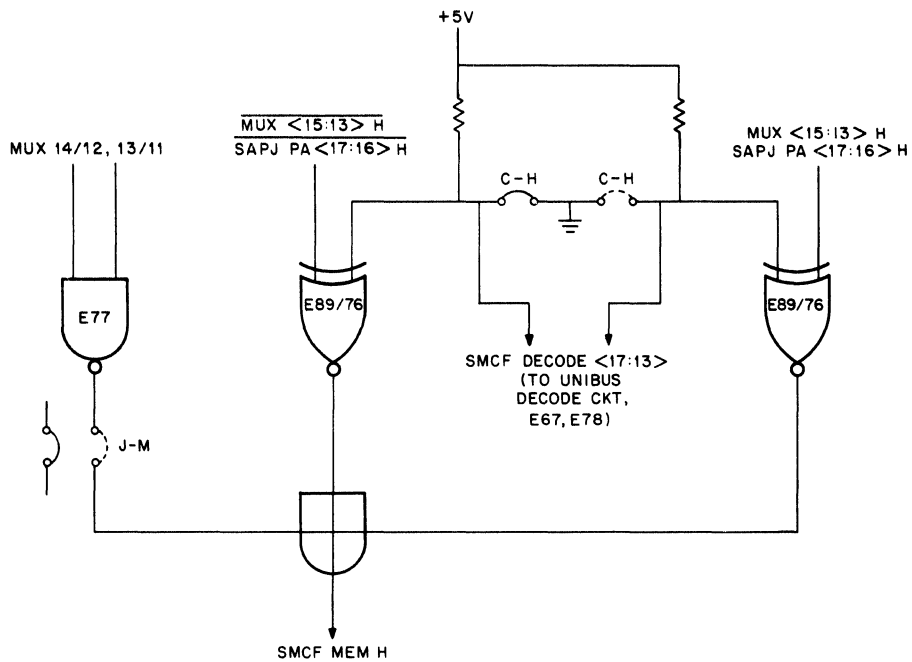 +5V
MUX 14/12, 13/11
MUX <15:13> H
SAPJ PA <17:16> H
MUX <15:13> H
SAPJ PA <17:16> H
C-H
C-H
E77
E89/76
E89/76
SMCF DECODE <17:13>
(TO UNIBUS
DECODE CKT,
E67, E78)
J-M
SMCF MEM H